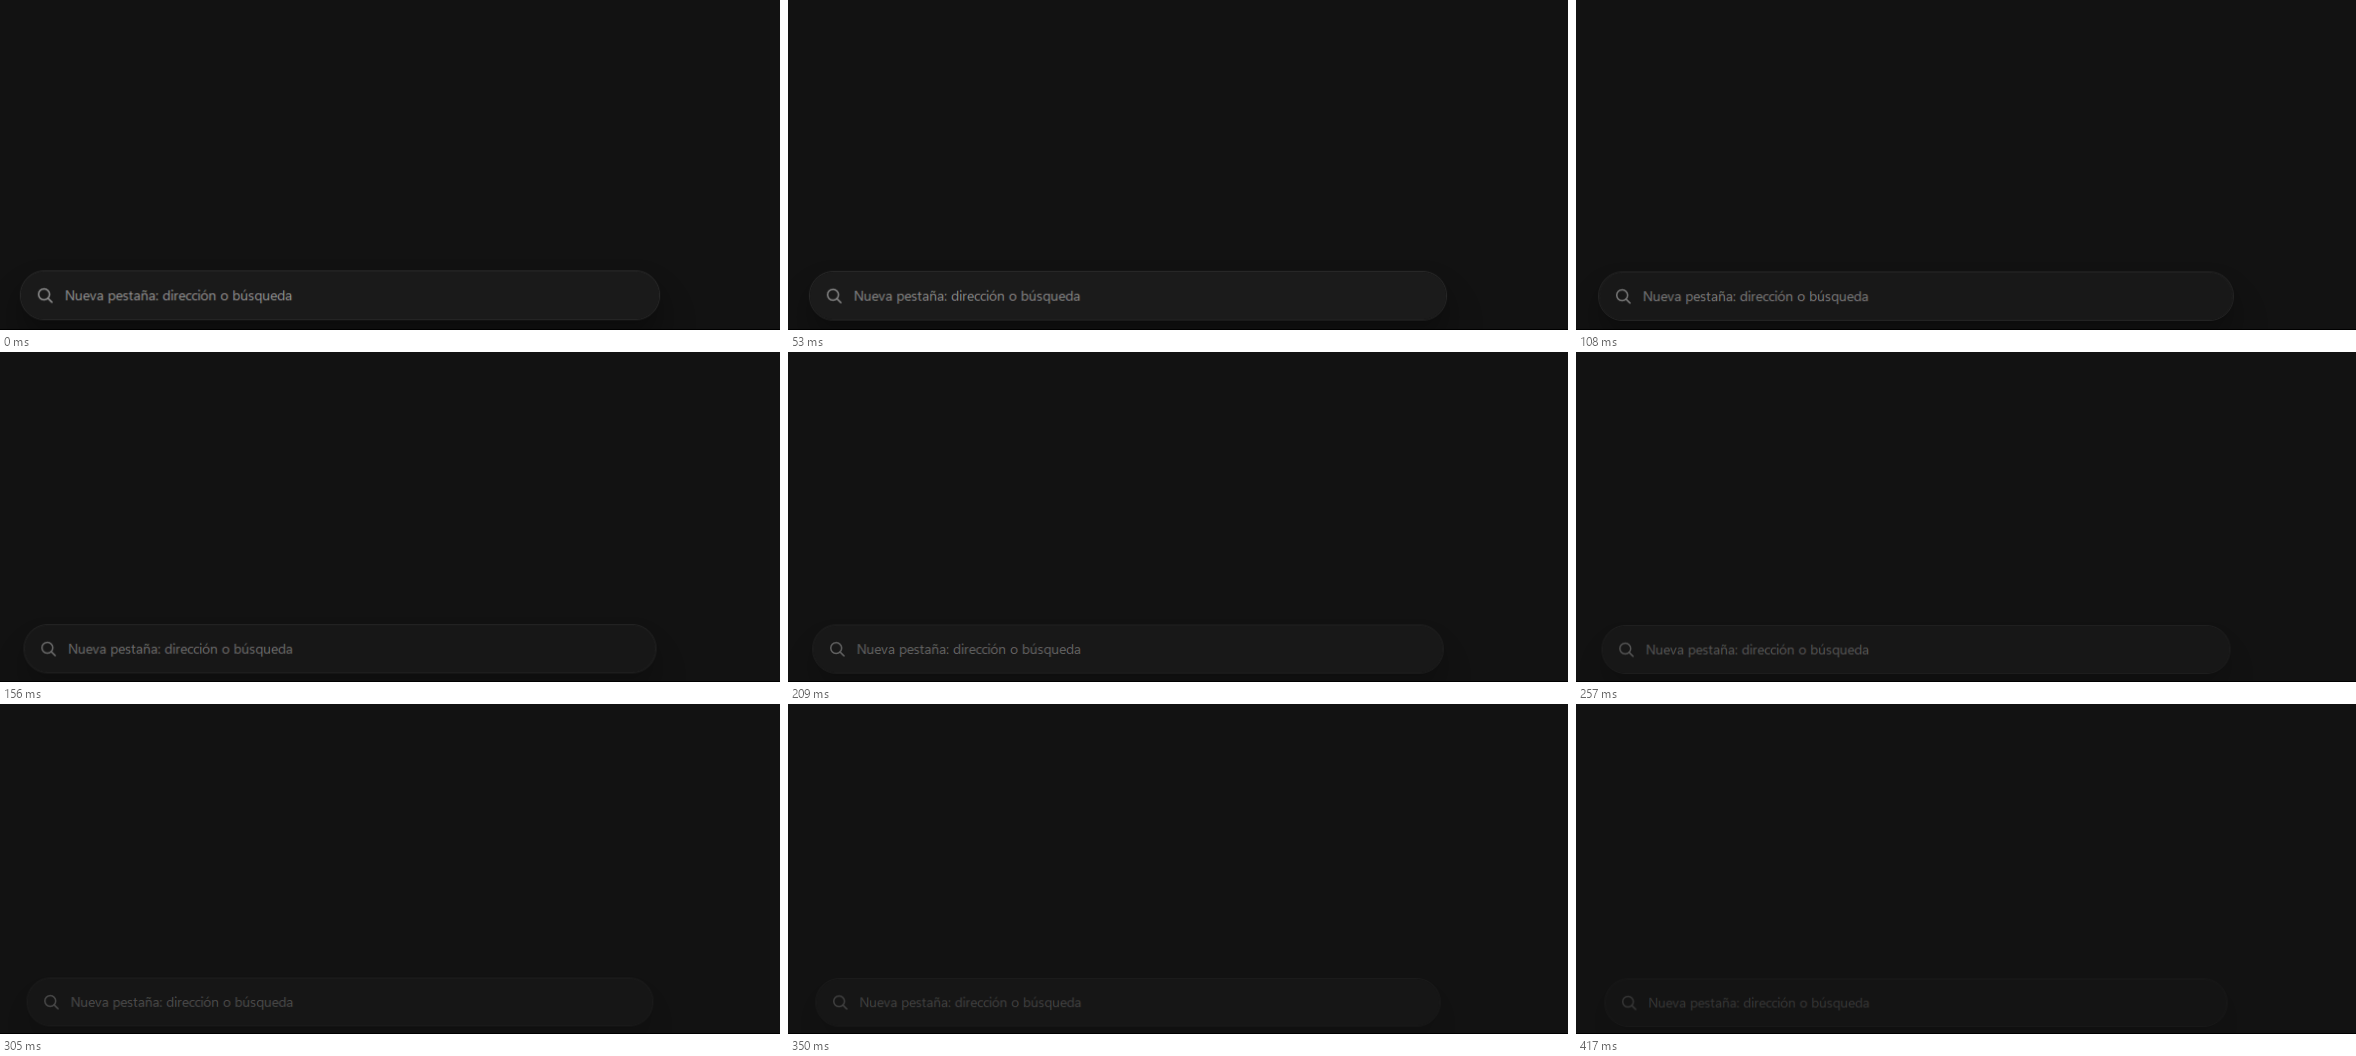 Nueva pestaña: dirección o búsqueda
Nueva pestaña: dirección o búsqueda
Nueva pestaña: dirección o búsqueda
0 ms
53 ms
108 ms
Nueva pestaña: dirección o búsqueda
Nueva pestaña: dirección o búsqueda
Nueva pestaña: dirección o búsqueda
156 ms
209 ms
257 ms
Nueva pestaña: dirección o búsqueda
Nueva pestaña: dirección o búsqueda
Nueva pestaña: dirección o búsqueda
305 ms
350 ms
417 ms